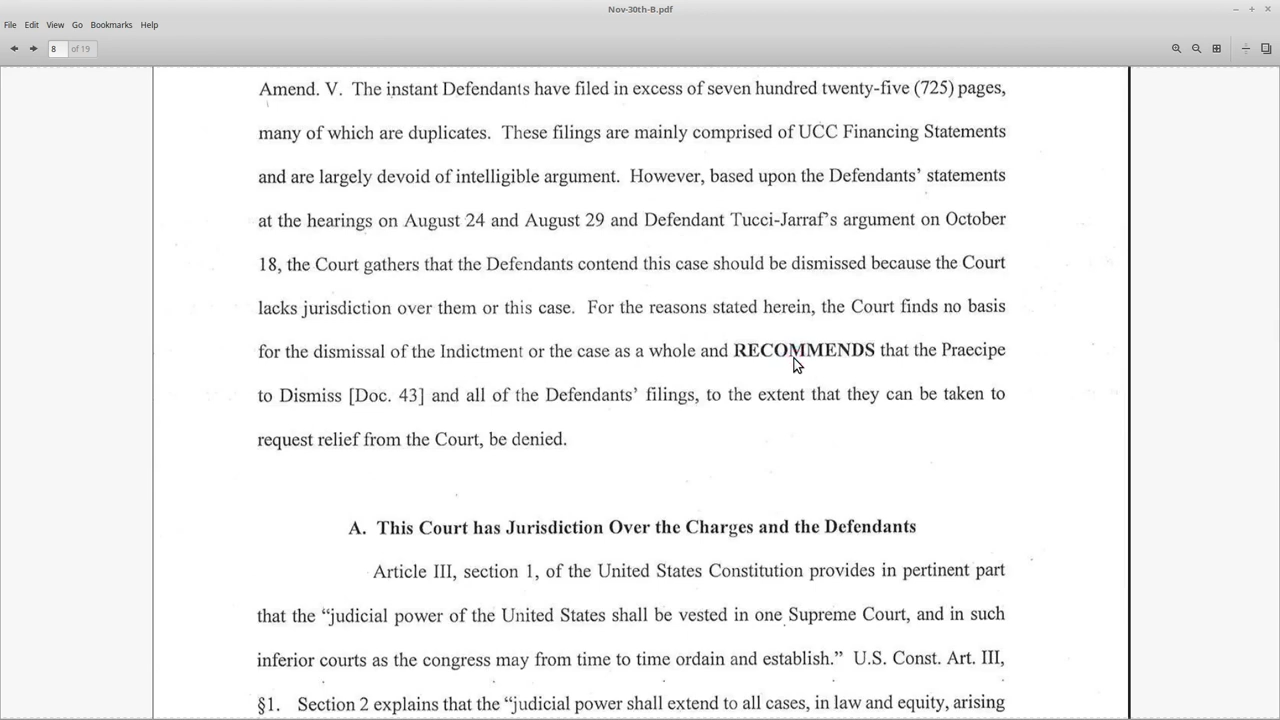 Nov-30th-B.pdf
File Edit View Go Bookmarks Help
8 of 19
Amend. V. The instant Defendants have filed in excess of seven hundred twenty-five (725) pages,
many of which are duplicates. These filings are mainly comprised of UCC Financing Statements
and are largely devoid of intelligible argument. However, based upon the Defendants’ statements
at the hearings on August 24 and August 29 and Defendant Tucci-Jarraf’s argument on October
18, the Court gathers that the Defendants contend this case should be dismissed because the Court
lacks jurisdiction over them or this case. For the reasons stated herein, the Court finds no basis
for the dismissal of the Indictment or the case as a whole and RECOMMENDS that the Praecipe
to Dismiss [Doc. 43] and all of the Defendants’ filings, to the extent that they can be taken to
request relief from the Court, be denied.
A. This Court has Jurisdiction Over the Charges and the Defendants
Article III, section 1, of the United States Constitution provides in pertinent part
that the “judicial power of the United States shall be vested in one Supreme Court, and in such
inferior courts as the congress may from time to time ordain and establish.” U.S. Const. Art. III,
§1. Section 2 explains that the “judicial power shall extend to all cases, in law and equity, arising